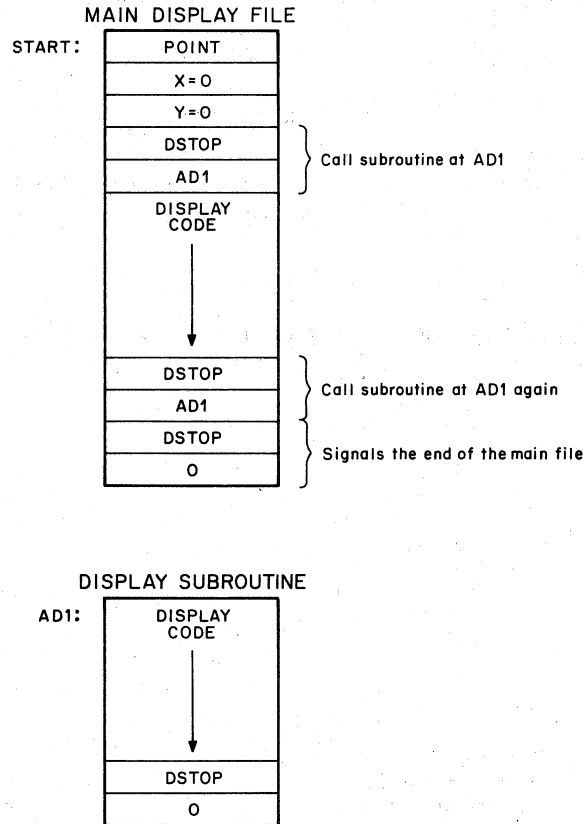 MAIN DISPLAY FILE
START:
POINT
X=0
Y=0
DSTOP
AD1
Call subroutine at AD1
DISPLAY
CODE
DSTOP
AD1
Call subroutine at AD1 again
DSTOP
0
Signals the end of the main file
DISPLAY SUBROUTINE
AD1:
DISPLAY
CODE
DSTOP
0